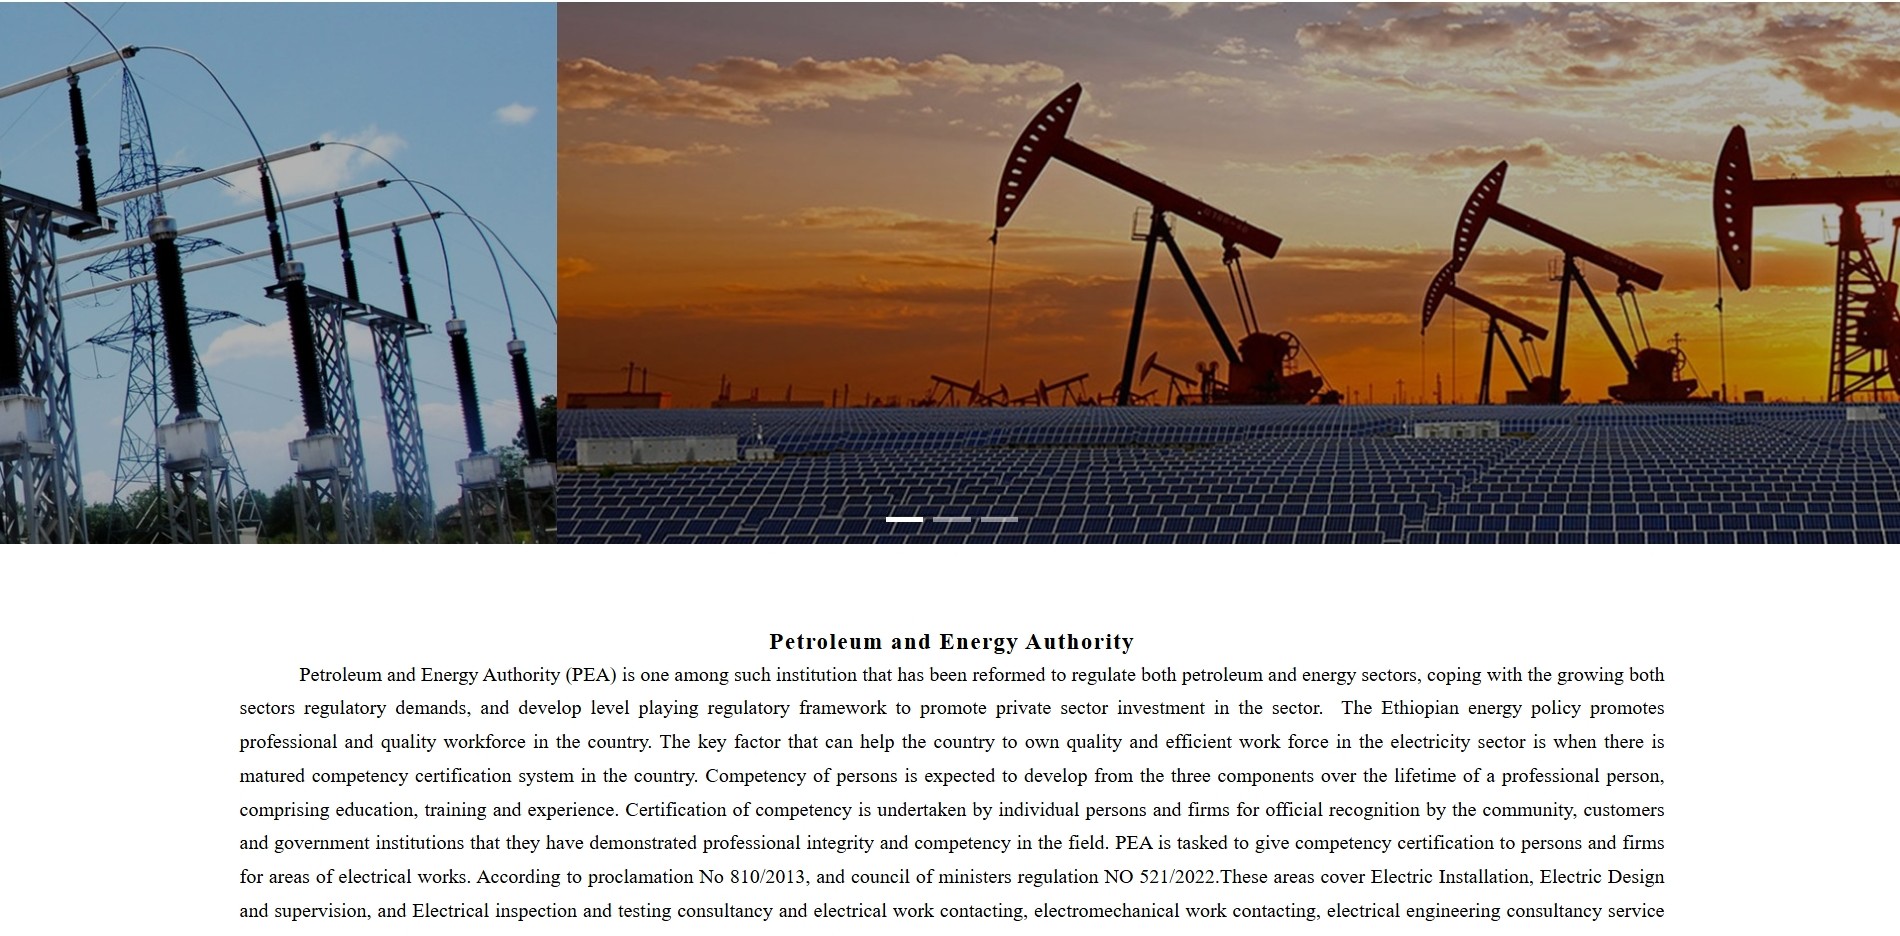 Petroleum and Energy Authority
Petroleum and Energy Authority (PEA) is one among such institution that has been reformed to regulate both petroleum and energy sectors, coping with the growing both
sectors regulatory demands, and develop level playing regulatory framework to promote private sector investment in the sector.  The Ethiopian energy policy promotes
professional and quality workforce in the country. The key factor that can help the country to own quality and efficient work force in the electricity sector is when there is
matured competency certification system in the country. Competency of persons is expected to develop from the three components over the lifetime of a professional person,
comprising education, training and experience. Certification of competency is undertaken by individual persons and firms for official recognition by the community, customers
and government institutions that they have demonstrated professional integrity and competency in the field. PEA is tasked to give competency certification to persons and firms
for areas of electrical works. According to proclamation No 810/2013, and council of ministers regulation NO 521/2022.These areas cover Electric Installation, Electric Design
and supervision, and Electrical inspection and testing consultancy and electrical work contacting, electromechanical work contacting, electrical engineering consultancy service